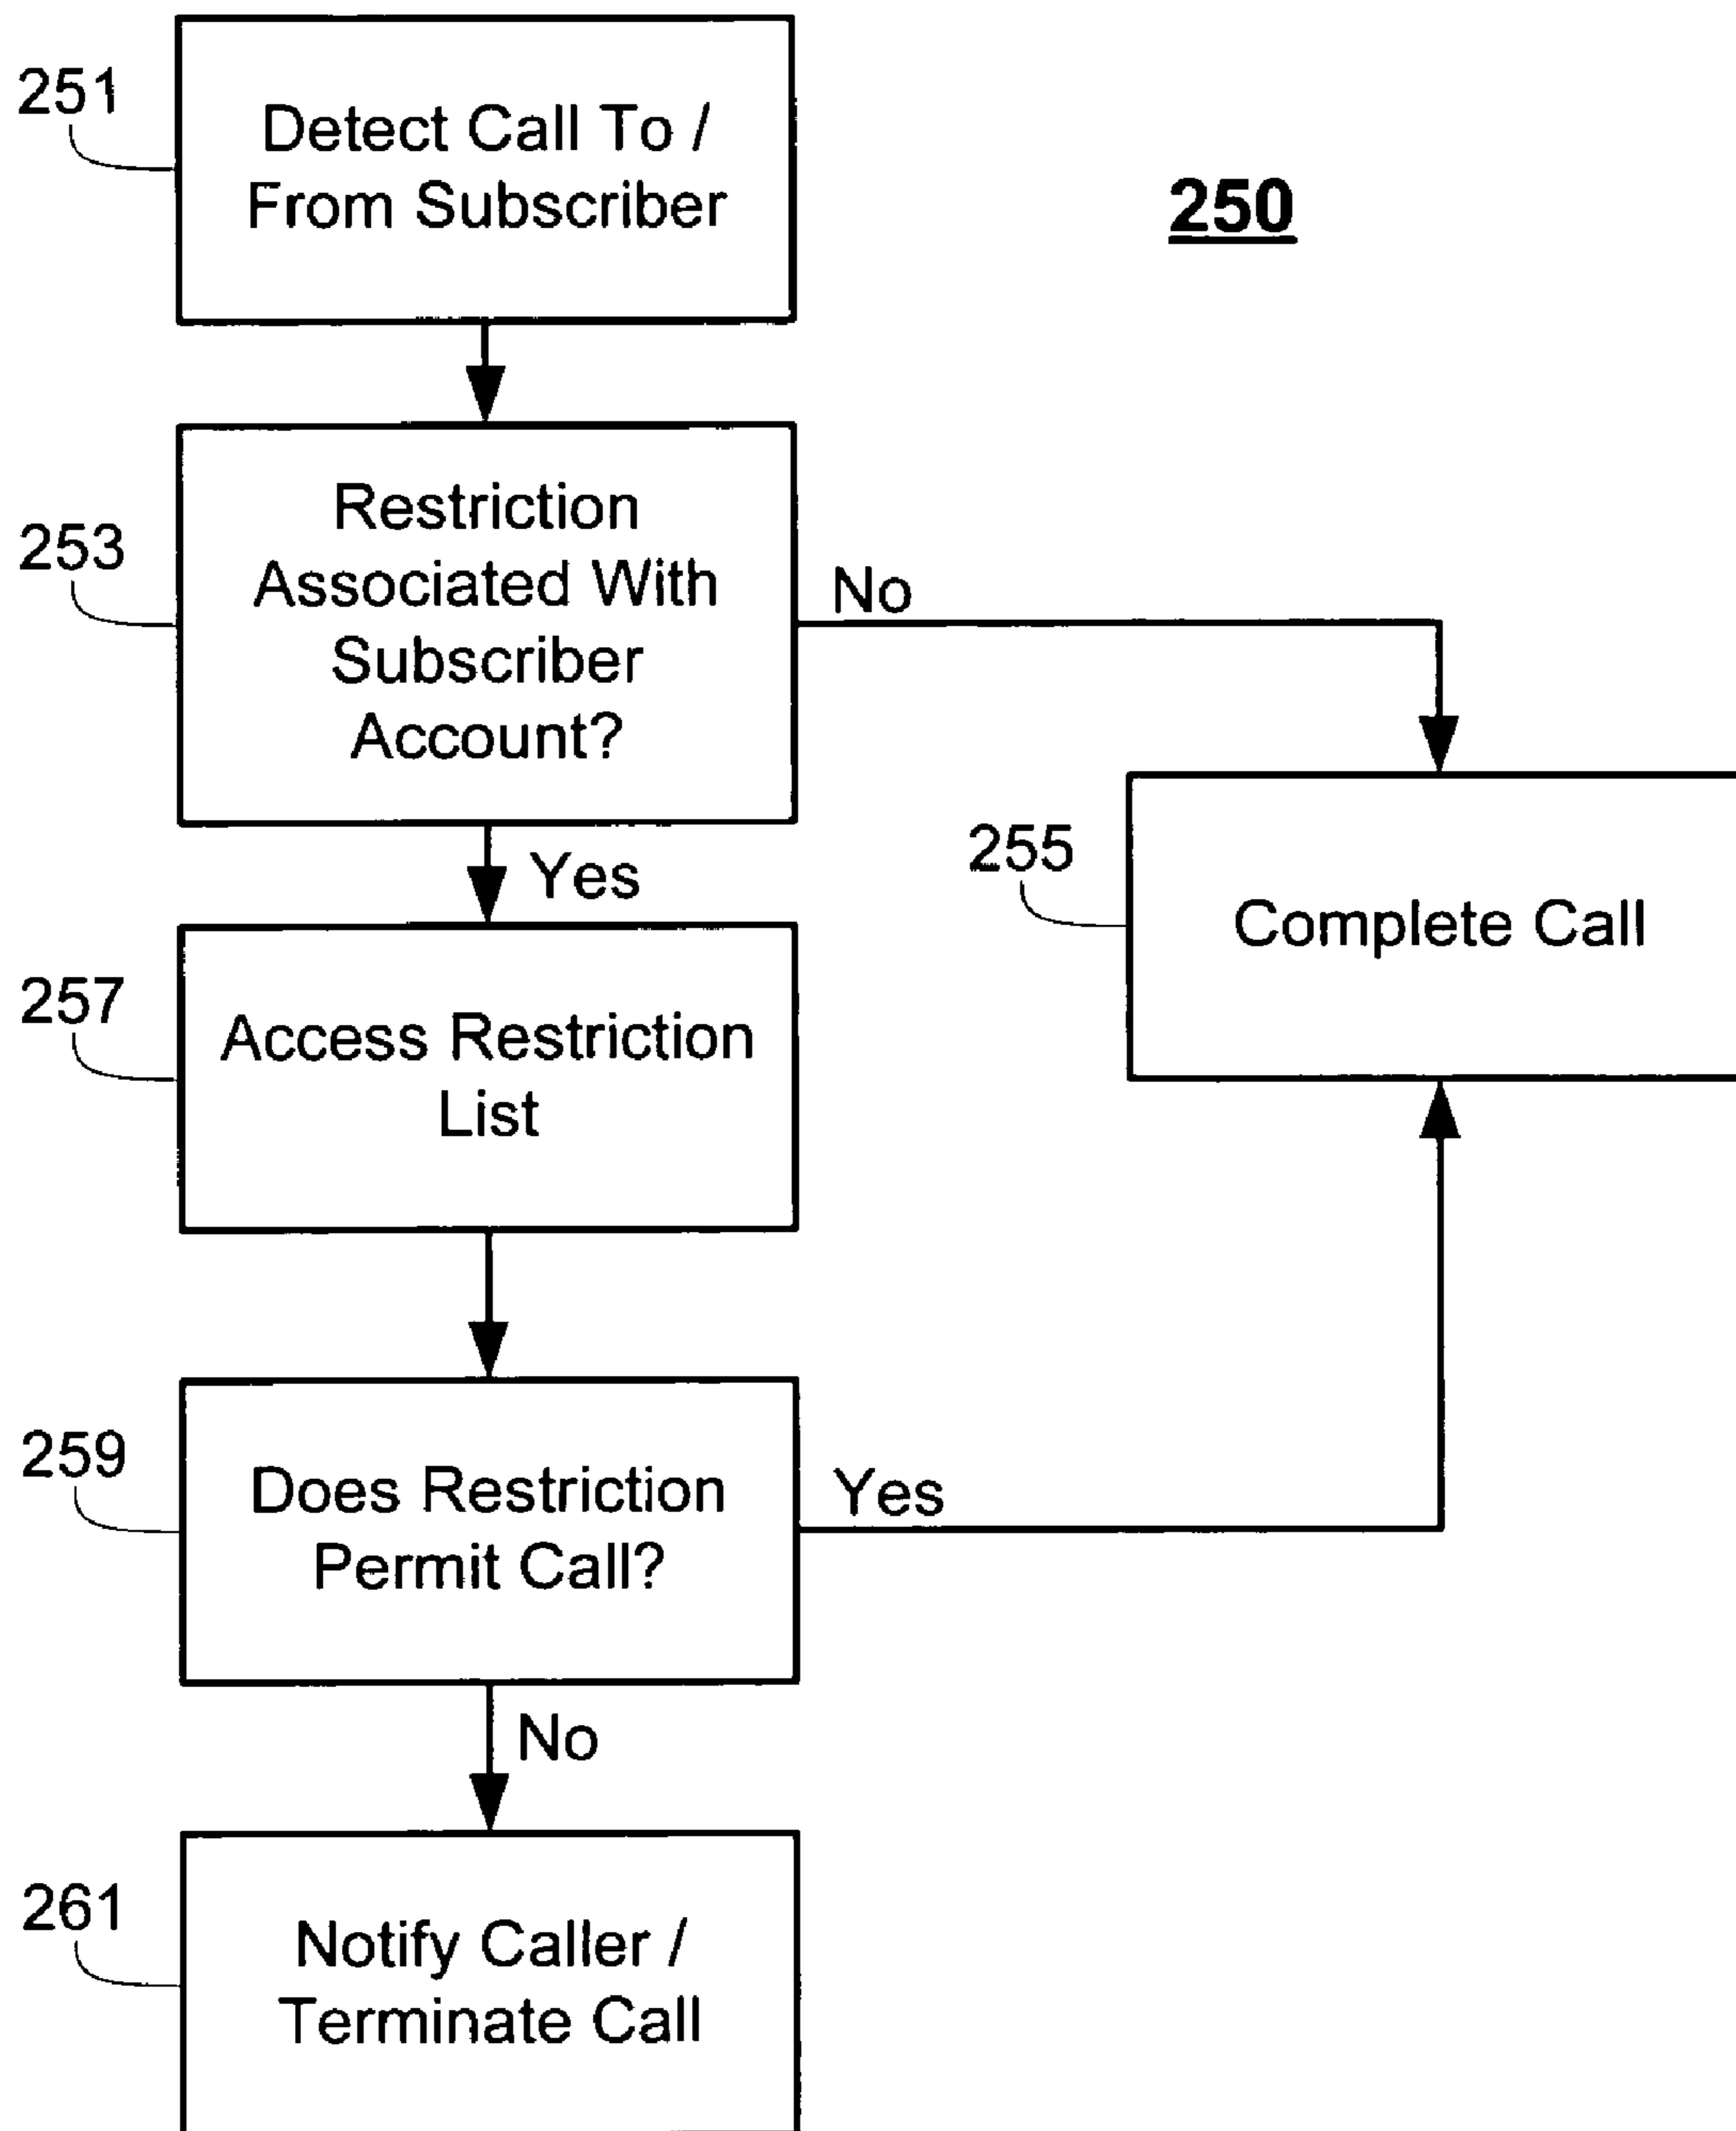 251
Detect Call To /
From Subscriber
250
253
Restriction
Associated With
Subscriber
Account?
No
Yes
255
Complete Call
257
Access Restriction
List
259
Does Restriction
Permit Call?
Yes
No
261
Notify Caller /
Terminate Call